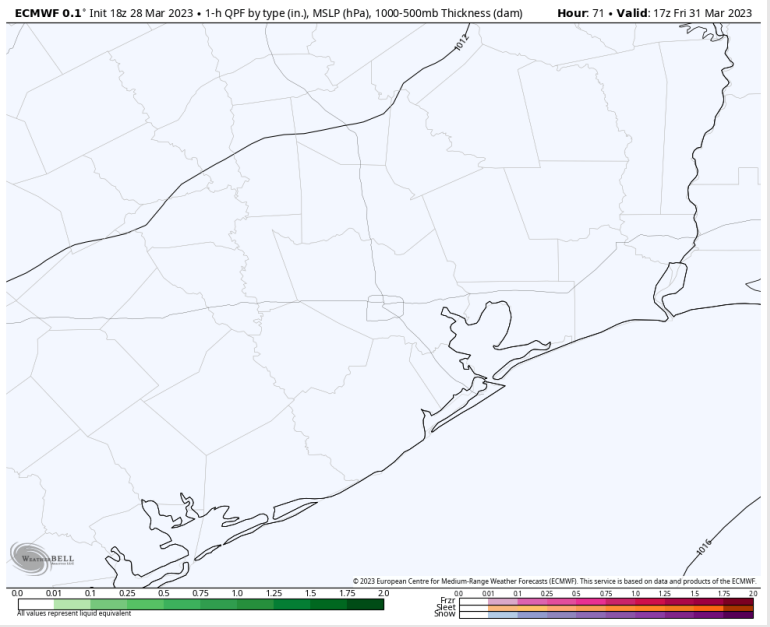 ECMWF 0.1° Init 18z 28 Mar 2023 • 1-h QPF by type (in.), MSLP (hPa), 1000-500mb Thickness (dam) Hour: 71 • Valid: 17z Fri 31 Mar 2023
1012
1016
WeatherBELL
© 2023 European Centre for Medium-Range Weather Forecasts (ECMWF). This service is based on data and products of the ECMWF.
0.0 0.01 0.1 0.25 0.5 0.75 1.0 1.25 1.5 1.75 2.0
All values represent liquid equivalent
0.0 0.01 0.1 0.25 0.5 0.75 1.0 1.25 1.5 1.75 2.0
Frzr
Sleet
Snow